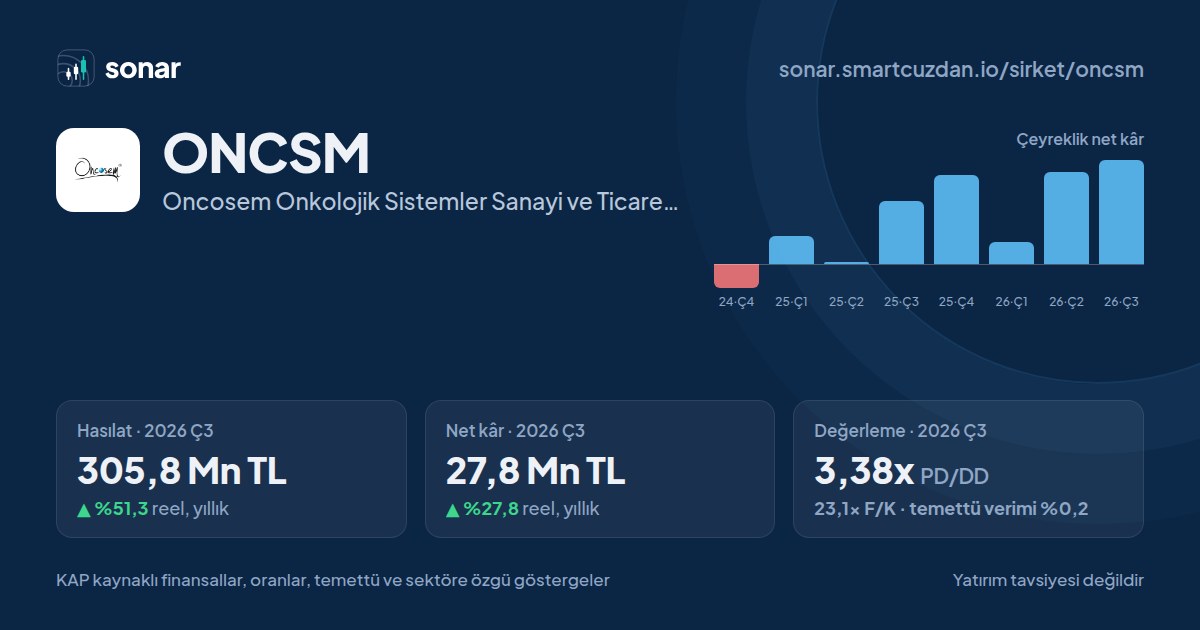 sonar
sonar.smartcuzdan.io/sirket/oncsm
Oncosem
ONCSM
Oncosem Onkolojik Sistemler Sanayi ve Ticare…
Çeyreklik net kâr
24·Ç4 25·Ç1 25·Ç2 25·Ç3 25·Ç4 26·Ç1 26·Ç2 26·Ç3
Hasılat · 2026 Ç3
305,8 Mn TL
▲ %51,3 reel, yıllık
Net kâr · 2026 Ç3
27,8 Mn TL
▲ %27,8 reel, yıllık
Değerleme · 2026 Ç3
3,38x PD/DD
23,1× F/K · temettü verimi %0,2
KAP kaynaklı finansallar, oranlar, temettü ve sektöre özgü göstergeler
Yatırım tavsiyesi değildir